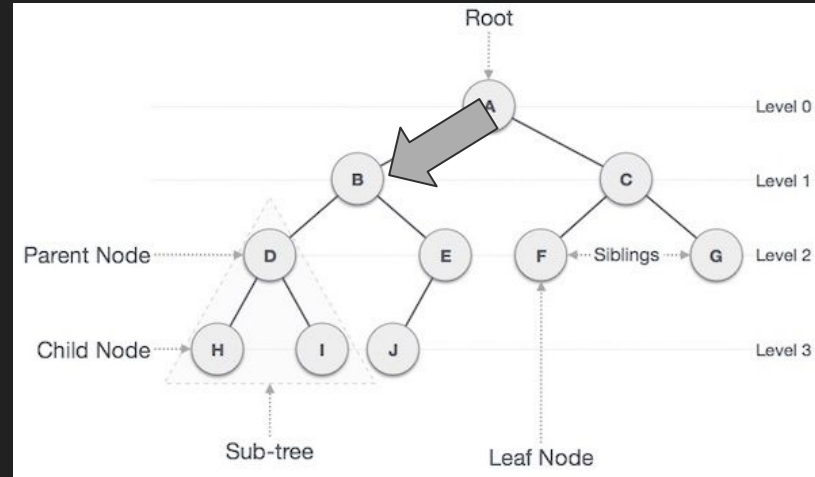 Root
A
Level 0
B
C
Level 1
Parent Node
D
E
F
Siblings
G
Level 2
Child Node
H
I
J
Level 3
Sub-tree
Leaf Node